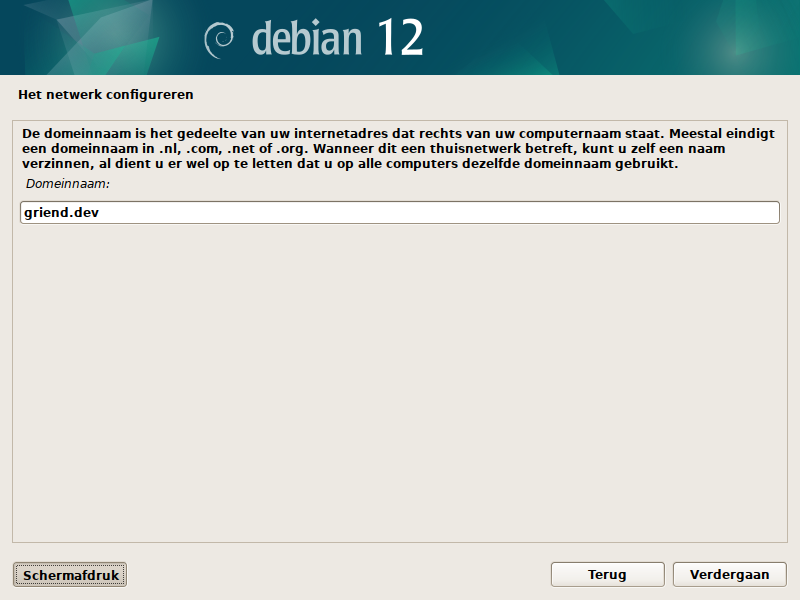 debian 12
Het netwerk configureren
De domeinnaam is het gedeelte van uw internetadres dat rechts van uw computernaam staat. Meestal eindigt
een domeinnaam in .nl, .com, .net of .org. Wanneer dit een thuisnetwerk betreft, kunt u zelf een naam
verzinnen, al dient u er wel op te letten dat u op alle computers dezelfde domeinnaam gebruikt.
Domeinnaam:
griend.dev
Schermafdruk
Terug
Verdergaan